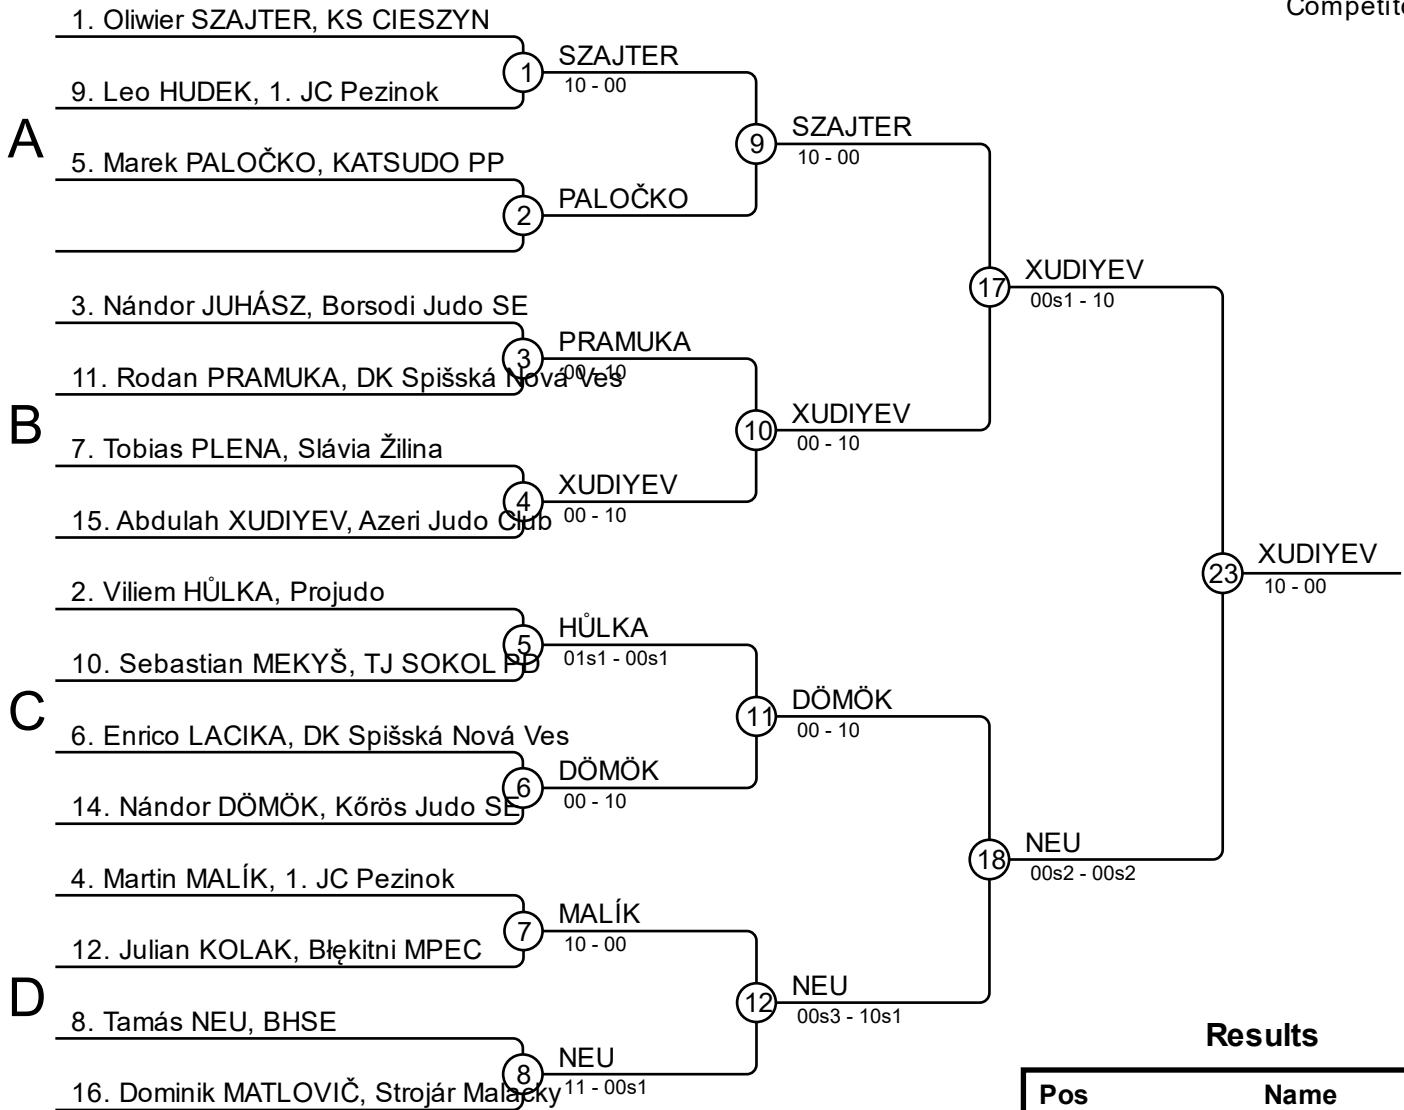 Competit
1. Oliwier SZAJTER, KS CIESZYN
1
SZAJTER
10 - 00
9. Leo HUDEK, 1. JC Pezinok
A
9
SZAJTER
10 - 00
5. Marek PALOČKO, KATSUDO PP
2
PALOČKO
17
XUDIYEV
00s1 - 10
3. Nándor JUHÁSZ, Borsodi Judo SE
3
PRAMUKA
00 - 10
11. Rodan PRAMUKA, DK Spišská Nová Ves
B
10
XUDIYEV
00 - 10
7. Tobias PLENA, Slávia Žilina
4
XUDIYEV
00 - 10
15. Abdulah XUDIYEV, Azeri Judo Club
23
XUDIYEV
10 - 00
2. Viliem HŮLKA, Projudo
5
HŮLKA
01s1 - 00s1
10. Sebastian MEKYŠ, TJ SOKOL PD
C
11
DÖMÖK
00 - 10
6. Enrico LACIKA, DK Spišská Nová Ves
6
DÖMÖK
00 - 10
14. Nándor DÖMÖK, Kőrös Judo SE
18
NEU
00s2 - 00s2
4. Martin MALÍK, 1. JC Pezinok
7
MALÍK
10 - 00
12. Julian KOLAK, Błękitni MPEC
D
12
NEU
00s3 - 10s1
8. Tamás NEU, BHSE
8
NEU
11 - 00s1
16. Dominik MATLOVIČ, Strojár Malacky
Results
Pos Name